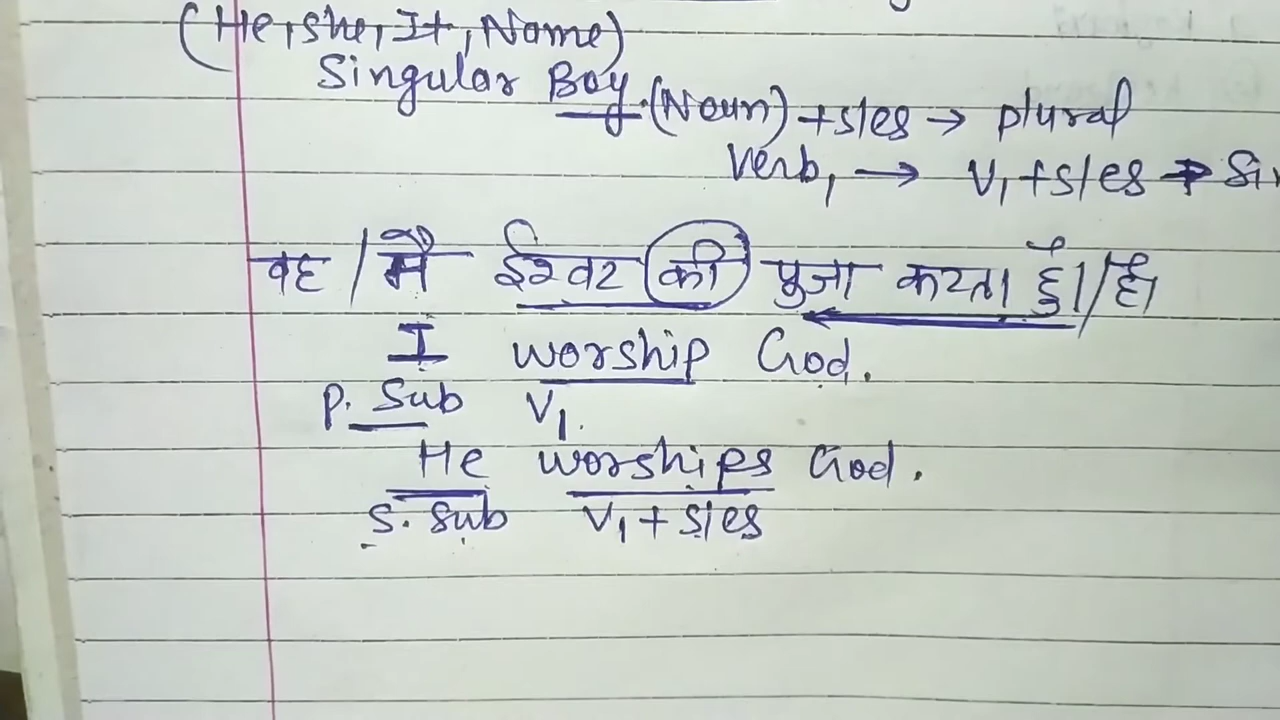 (He, she, It, Name)
Singular Boy. (Noun) + s/es → plural
Verb, → V1 + s/es →
वह / मै ईश्वर की पूजा करता हूँ। / है।
I worship God.
P. Sub V1.
He worships God.
S. Sub V1 + s/es